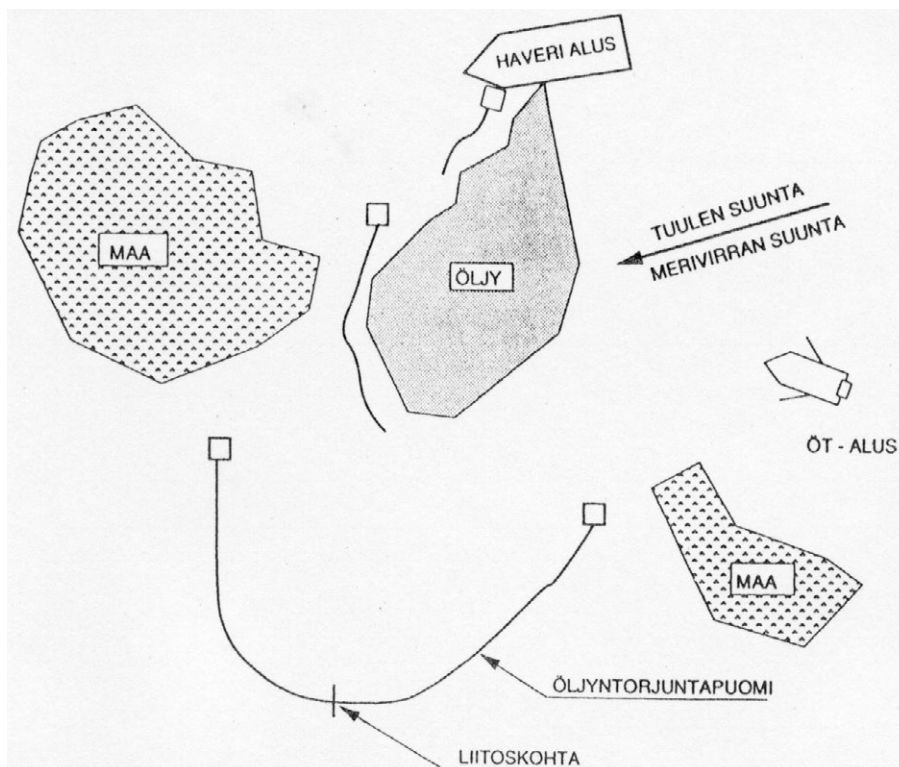 HAVERI ALUS
TUULEN SUUNTA
MERIVIRRAN SUUNTA
MAA
ÖLJY
ÖT - ALUS
MAA
ÖLJYNTORJUNTAPUOMI
LIITOSKOHTA